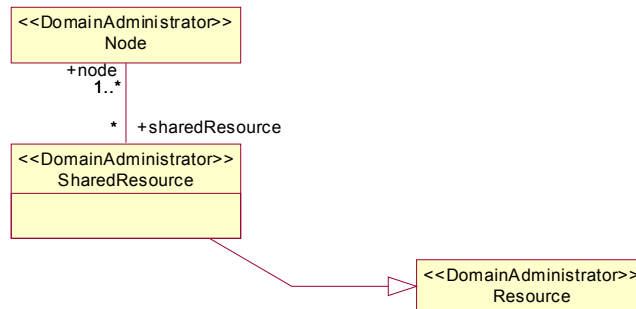 <<DomainAdministrator>>
Node
+node
1..*
* +sharedResource
<<DomainAdministrator>>
SharedResource
<<DomainAdministrator>>
Resource